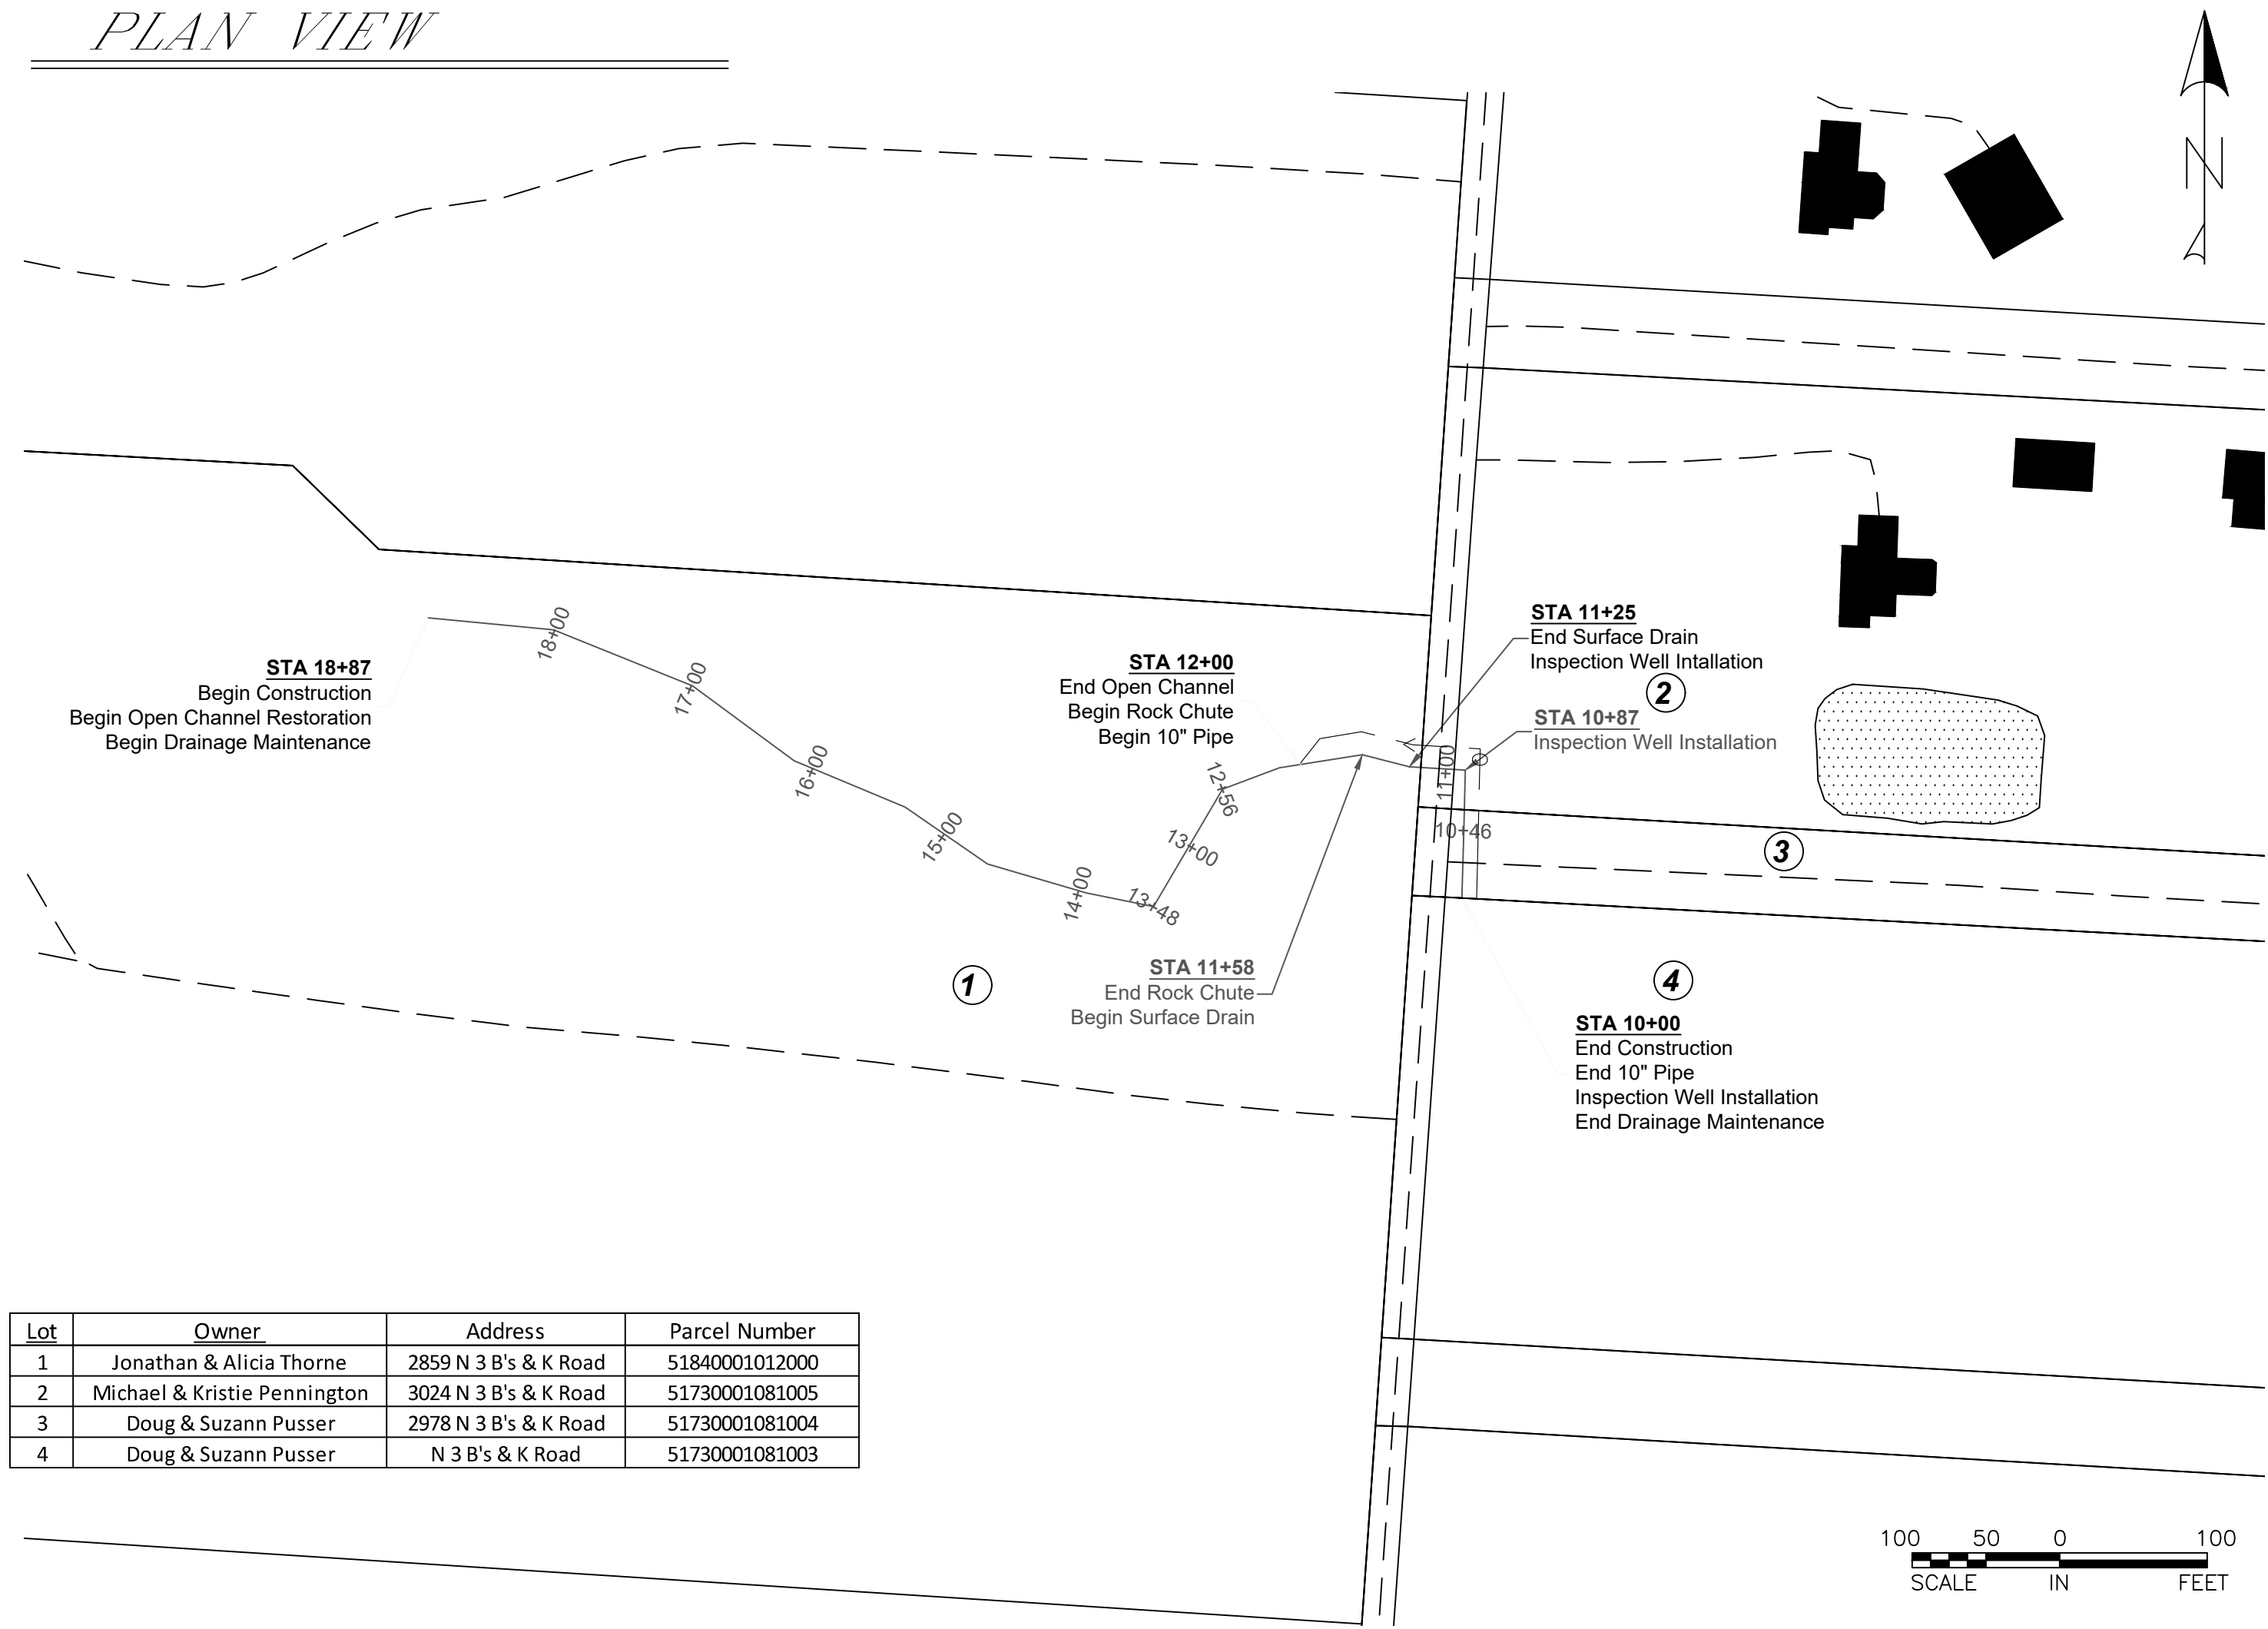 PLAN VIEW
N
18+00
17+00
16+00
15+00
14+00
13+48
13+00
12+56
11+00
10+46
STA 18+87
Begin Construction
Begin Open Channel Restoration
Begin Drainage Maintenance
STA 12+00
End Open Channel
Begin Rock Chute
Begin 10" Pipe
STA 11+25
End Surface Drain
Inspection Well Intallation
2
STA 10+87
Inspection Well Installation
3
1
STA 11+58
End Rock Chute
Begin Surface Drain
4
STA 10+00
End Construction
End 10" Pipe
Inspection Well Installation
End Drainage Maintenance
Lot Owner Address Parcel Number
1 Jonathan & Alicia Thorne 2859 N 3 B's & K Road 51840001012000
2 Michael & Kristie Pennington 3024 N 3 B's & K Road 51730001081005
3 Doug & Suzann Pusser 2978 N 3 B's & K Road 51730001081004
4 Doug & Suzann Pusser N 3 B's & K Road 51730001081003
100 50 0 100
SCALE IN FEET